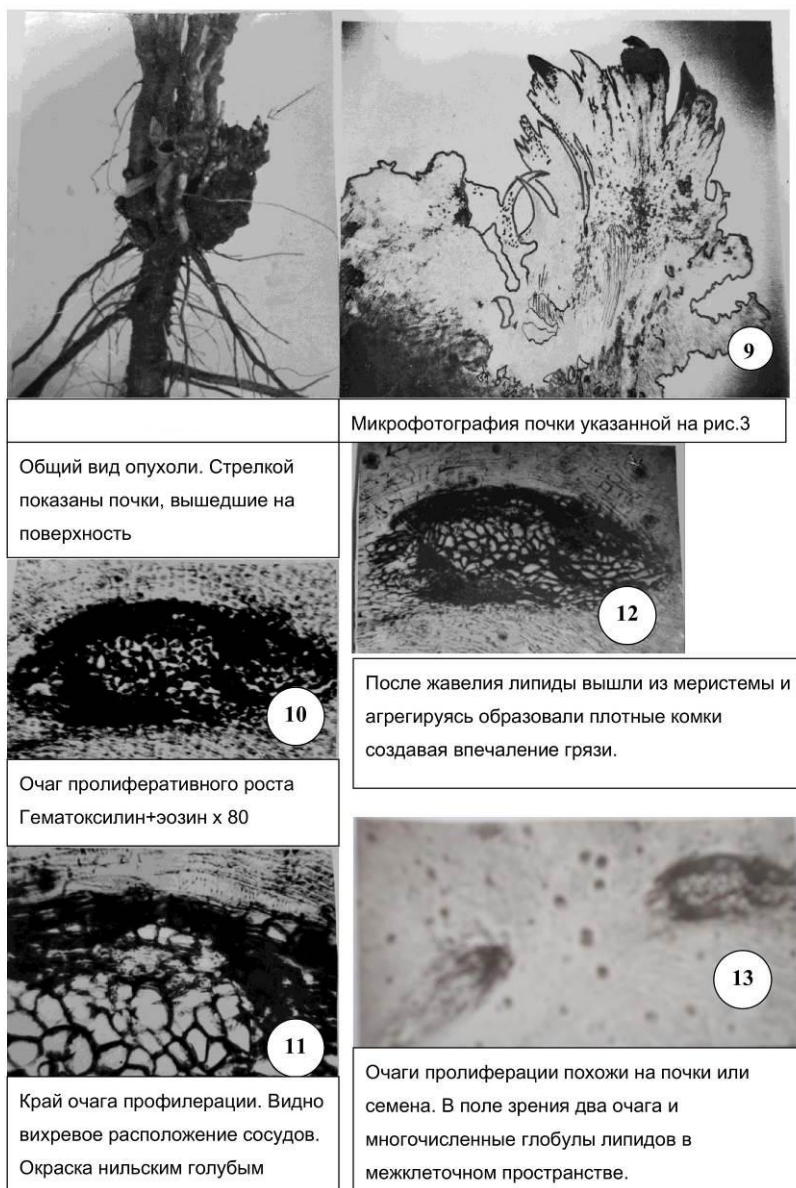 9
Микрофотография почки указанной на рис.3
Общий вид опухоли. Стрелкой
показаны почки, вышедшие на
поверхность
12
После жавелия липиды вышли из меристемы и
агрегируясь образовали плотные комки
создавая впечаление грязи.
10
Очаг пролиферативного роста
Гематоксилин+эозин х 80
11
Край очага профилерации. Видно
вихревое расположение сосудов.
Окраска нильским голубым
13
Очаги пролиферации похожи на почки или
семена. В поле зрения два очага и
многочисленные глобулы липидов в
межклеточном пространстве.